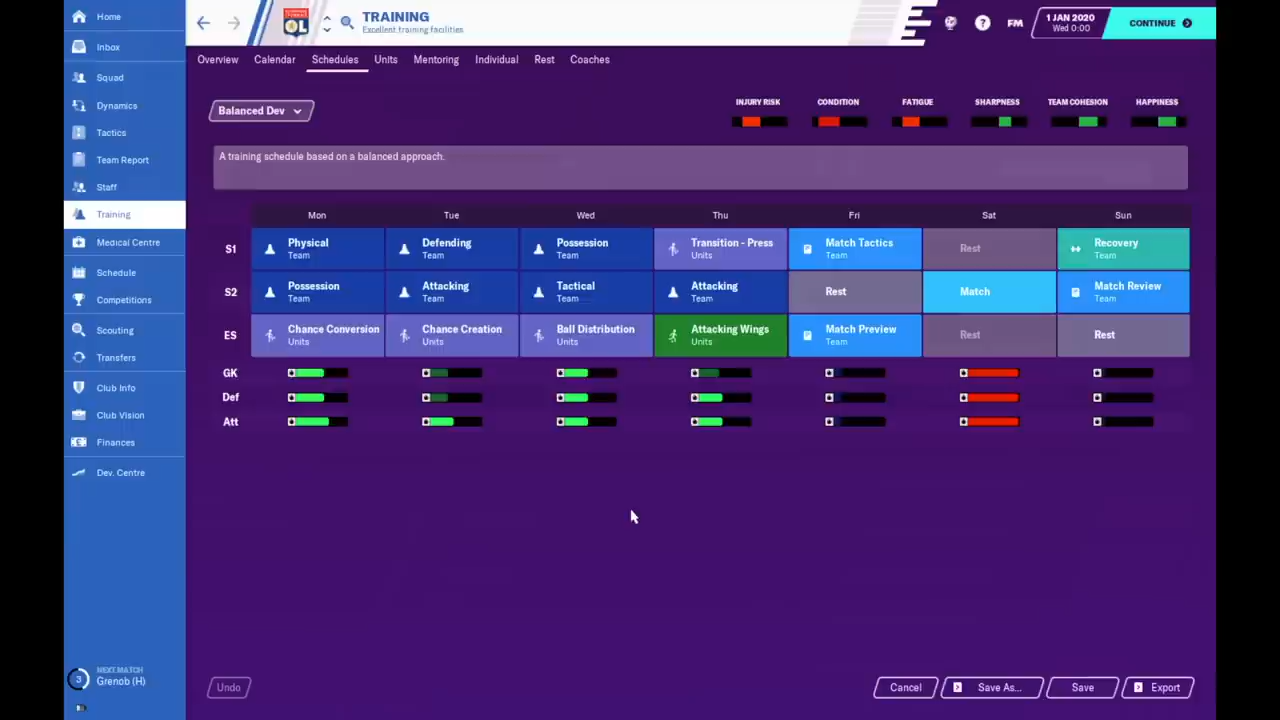 Home
Inbox
Squad
Dynamics
Tactics
Team Report
Staff
Training
Medical Centre
Schedule
Competitions
Scouting
Transfers
Club Info
Club Vision
Finances
Dev. Centre
3
NEXT MATCH
Grenob (H)
OL
TRAINING
Excellent training facilities
?
FM
1 JAN 2020
Wed 0:00
CONTINUE
Overview Calendar Schedules Units Mentoring Individual Rest Coaches
Balanced Dev
INJURY RISK CONDITION FATIGUE SHARPNESS TEAM COHESION HAPPINESS
A training schedule based on a balanced approach.
Mon Tue Wed Thu Fri Sat Sun
S1 Physical Defending Possession Transition - Press Match Tactics Rest Recovery
Team Team Team Units Team Team
S2 Possession Attacking Tactical Attacking Rest Match Match Review
Team Team Team Team Team
ES Chance Conversion Chance Creation Ball Distribution Attacking Wings Match Preview Rest Rest
Units Units Units Units Team
GK
Def
Att
Undo Cancel Save As... Save Export